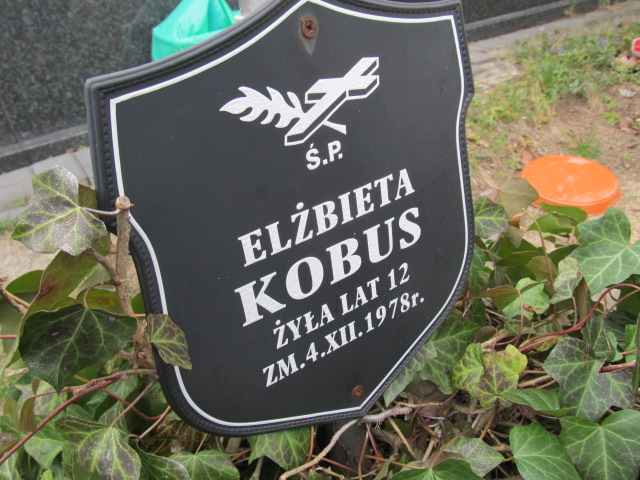 Ś.P.
ELŻBIETA
KOBUS
ŻYŁA LAT 12
ZM.4.XII.1978r.